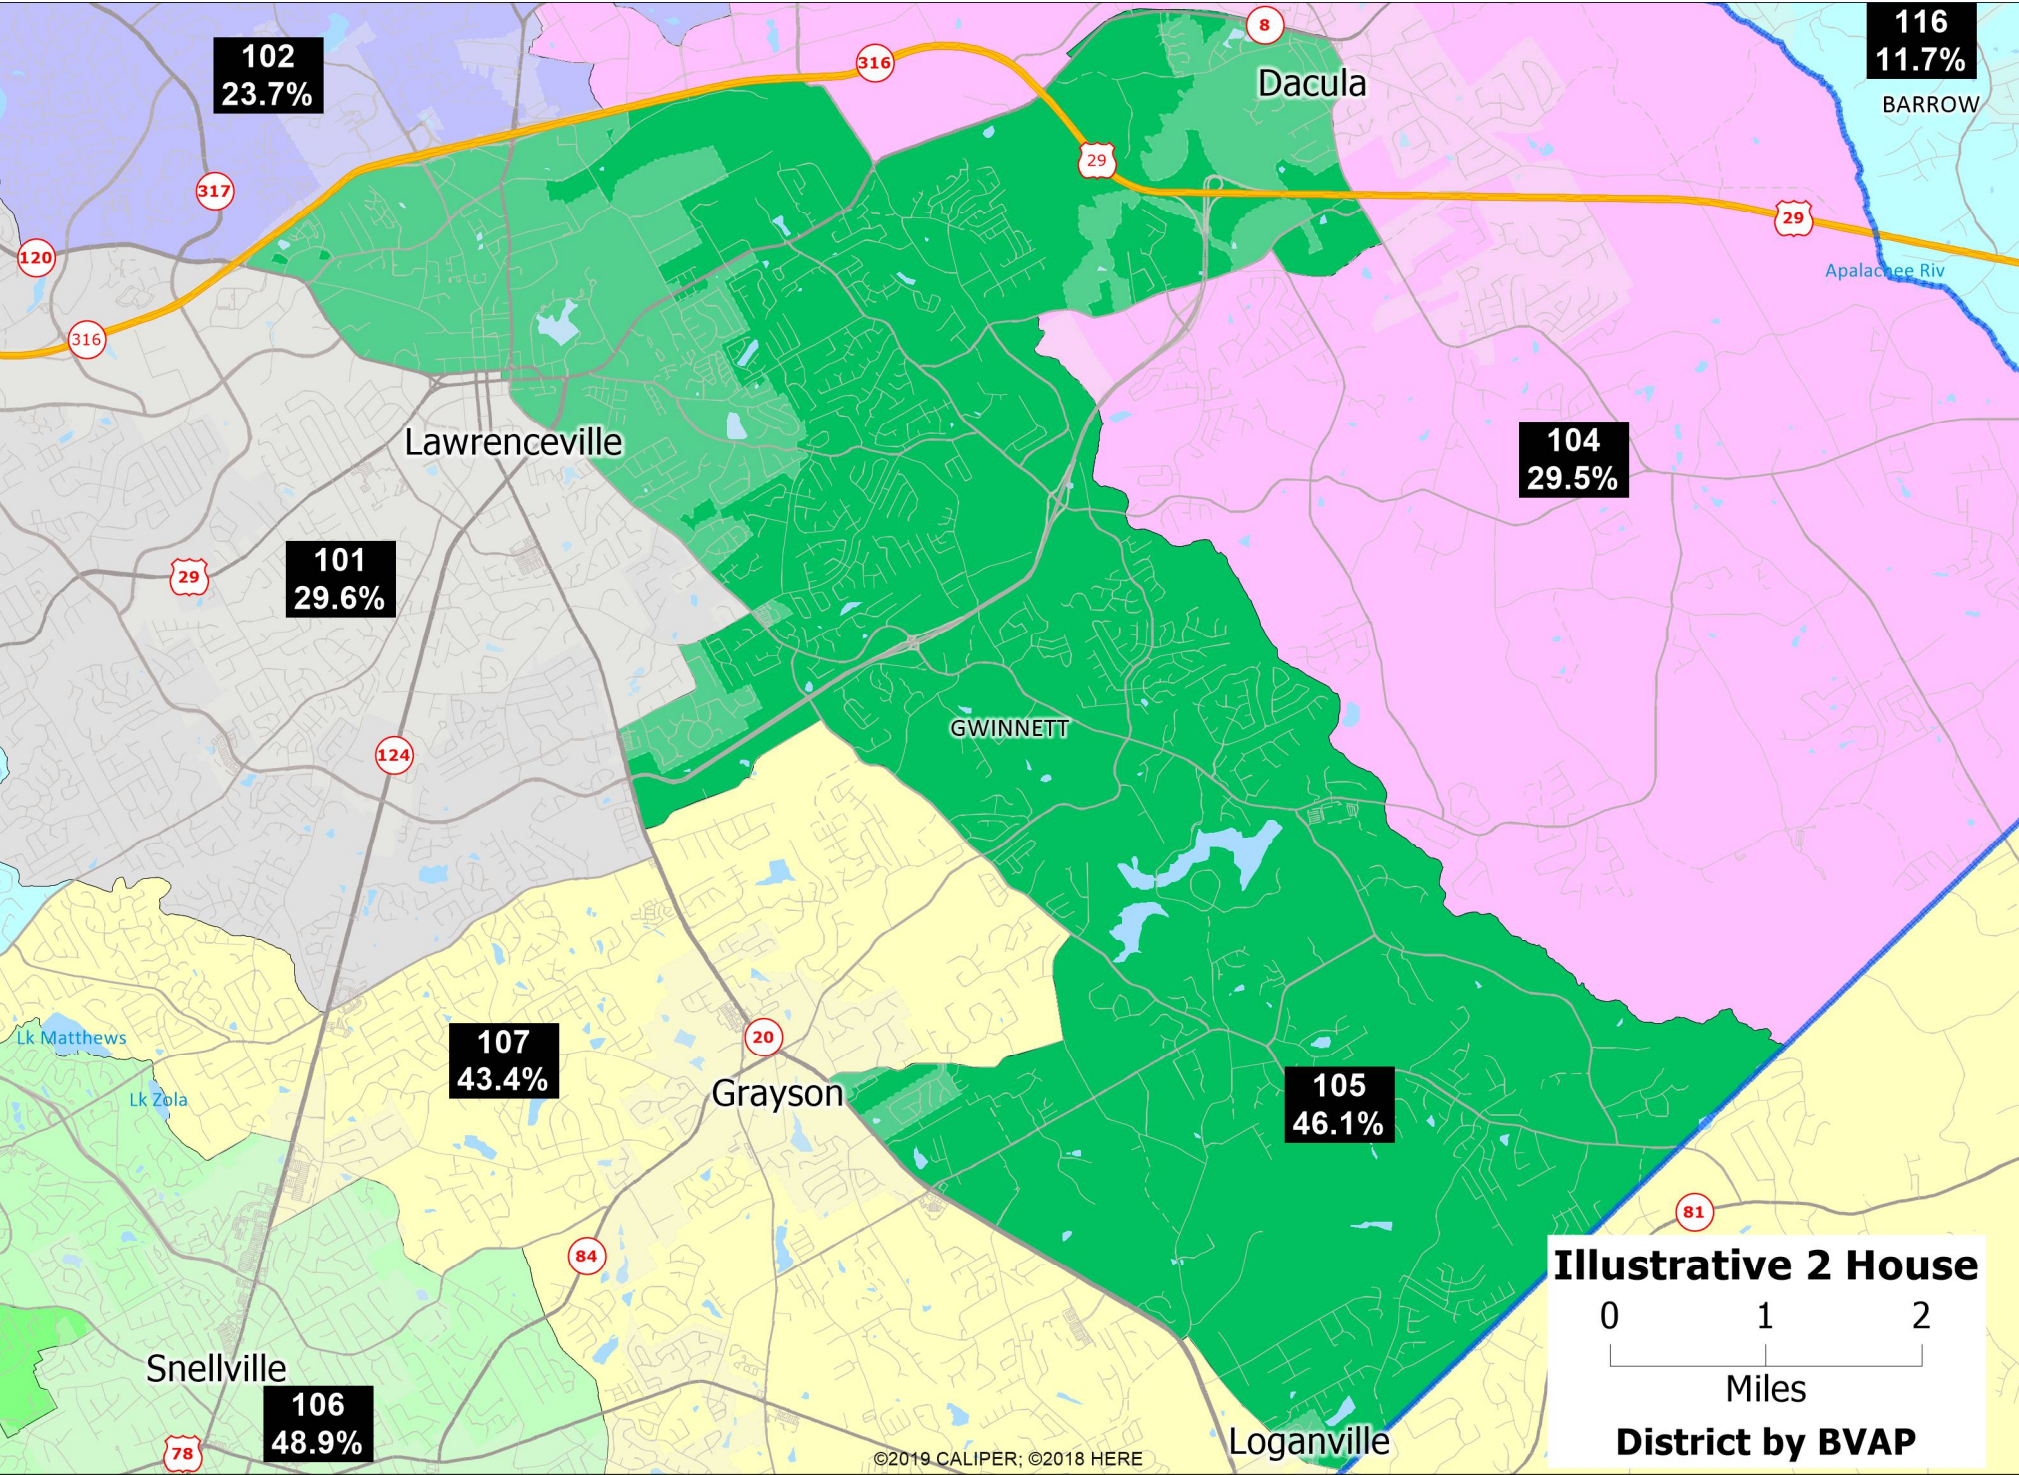 8
116
11.7%
BARROW
102
23.7%
316
Dacula
29
317
29
120
Apalachee Riv
316
Lawrenceville
104
29.5%
101
29.6%
29
GWINNETT
124
Lk Matthews
107
43.4%
20
Grayson
105
46.1%
Lk Zola
84
81
Snellville
106
48.9%
78
Loganville
©2019 CALIPER; ©2018 HERE
Illustrative 2 House
0 1 2
Miles
District by BVAP